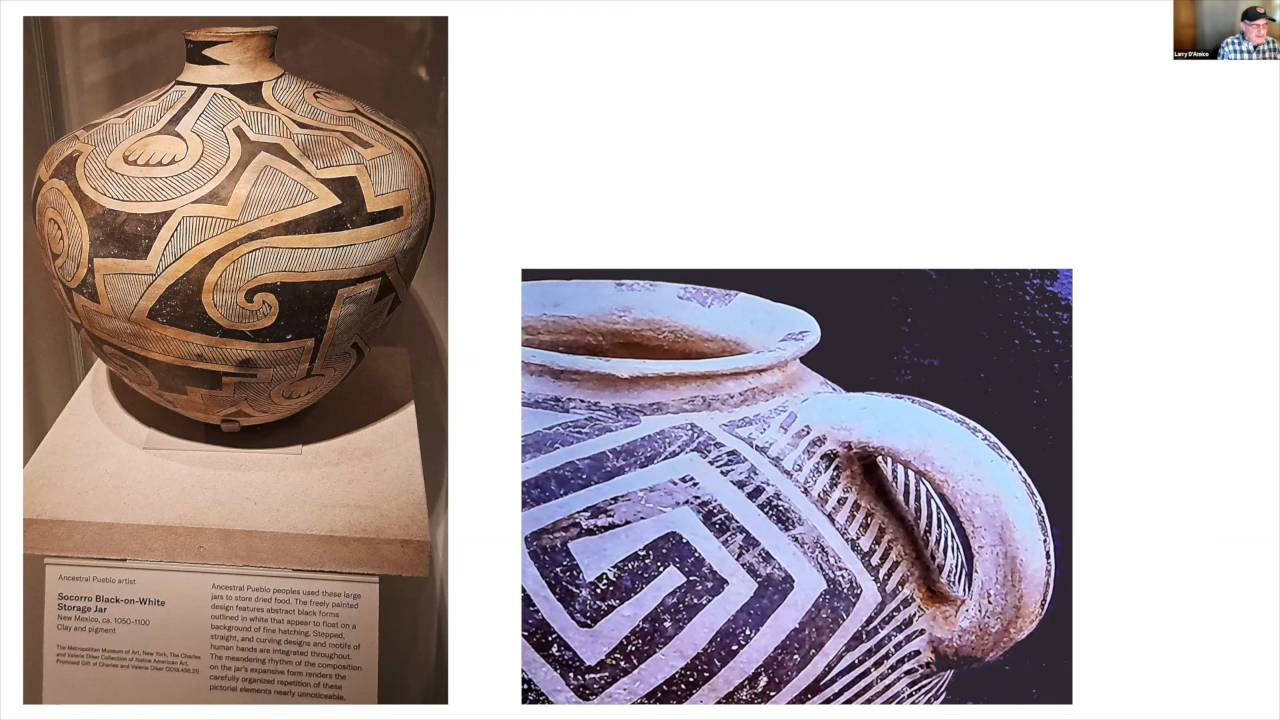 Ancestral Pueblo artist
Socorro Black-on-White
Storage Jar
New Mexico, ca. 1050-1100
Clay and pigment
The Metropolitan Museum of Art, New York, The Charles
and Valerie Diker Collection of Native American Art,
Promised Gift of Charles and Valerie Diker (2018.456.21)
Ancestral Pueblo peoples used these large
jars to store dried food. The freely painted
design features abstract black forms
outlined in white that appear to float on a
background of fine hatching. Stepped,
straight, and curving designs and motifs of
human hands are integrated throughout.
The meandering rhythm of the composition
on the jar's expansive form renders the
carefully organized repetition of these
pictorial elements nearly unnoticeable.
Larry D'Amico